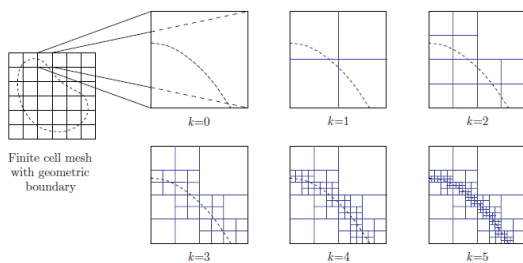 k=0
k=1
k=2
Finite cell mesh
with geometric
boundary
k=3
k=4
k=5